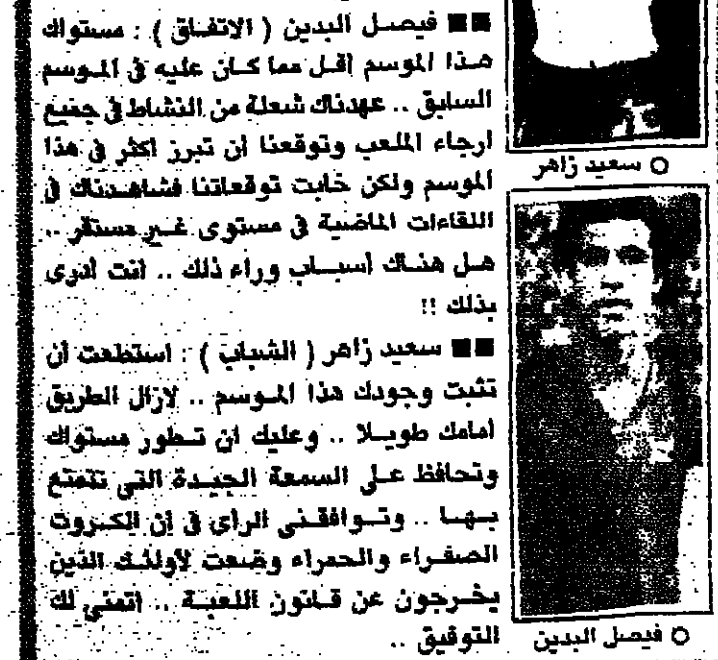 ■■ فيصل البدين ( الاتفاق ) : مستواك
هذا الموسم اقل مما كان عليه في الموسم
السابق .. عهدناك شعلة من النشاط في جميع
ارجاء الملعب وتوقعنا ان تبرز اكثر في هذا
الموسم ولكن خابت توقعاتنا فشاهدناك في
اللقاءات الماضية في مستوى غير مستقر ..
هل هناك اسباب وراء ذلك .. انت أدرى
بذلك !!
■■ سعيد زاهر ( الشباب ) : استطعت أن
تثبت وجودك هذا الموسم .. لازال الطريق
امامك طويلا .. وعليك ان تطور مستواك
وتحافظ على السمعة الجيدة التي تتمتع
بها .. وتوافقني الرأي في ان الكروت
الصفراء والحمراء وضعت لأولئك الذين
يخرجون عن قانون اللعبة .. اتمنى لك
التوفيق ..
○ سعيد زاهر
○ فيصل البدين